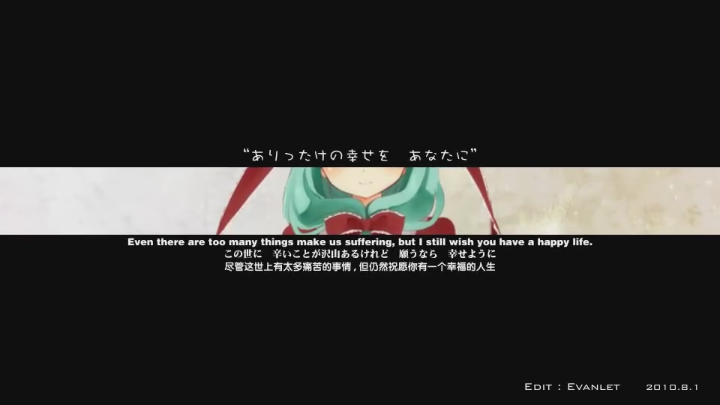 “ありったけの幸せを　あなたに”
Even there are too many things make us suffering, but I still wish you have a happy life.
この世に　辛いことが沢山あるけれど　願うなら　幸せように
尽管这世上有太多痛苦的事情，但仍然祝愿你有一个幸福的人生
Edit : Evanlet 2010.8.1